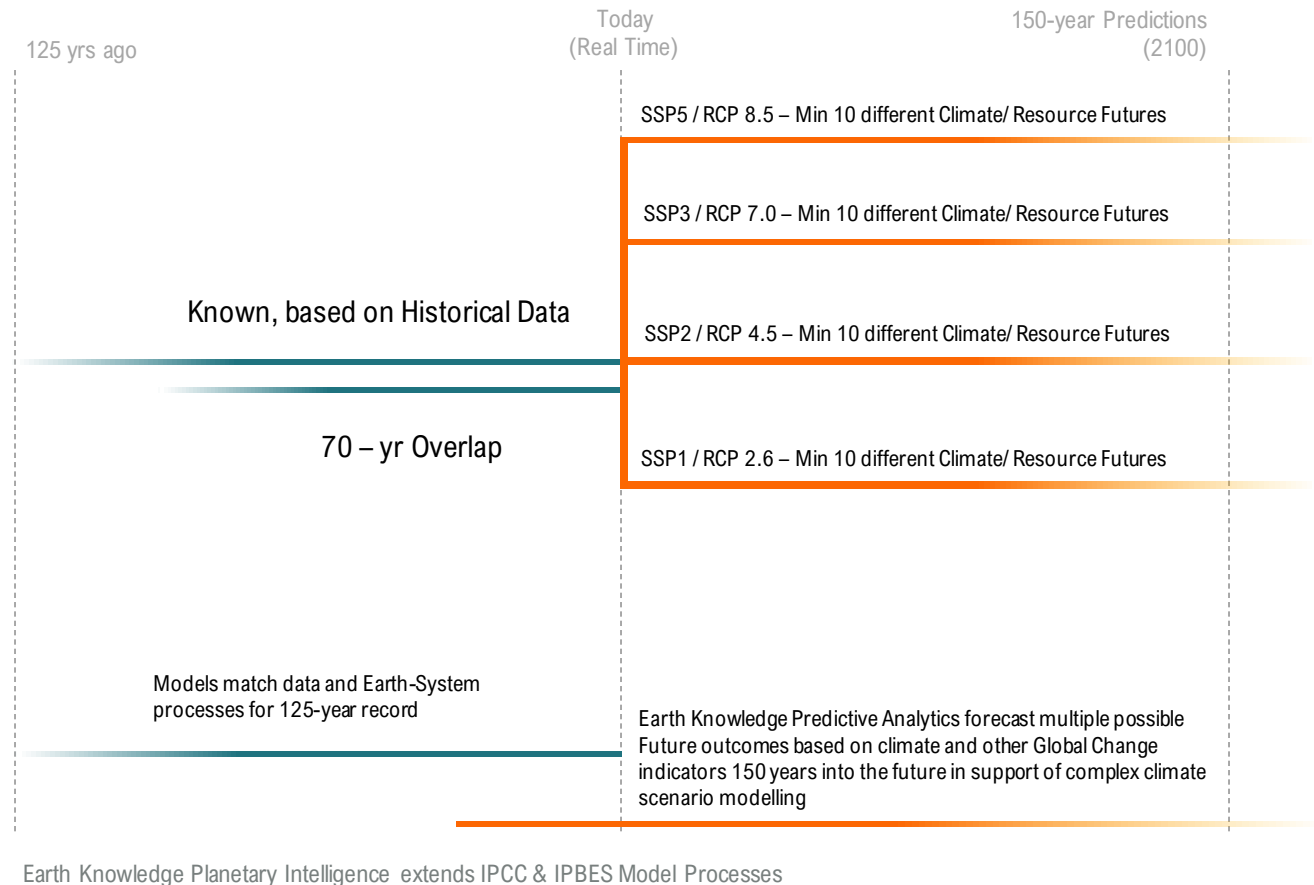 125 yrs ago
Today
(Real Time)
150-year Predictions
(2100)
SSP5 / RCP 8.5 – Min 10 different Climate/ Resource Futures
SSP3 / RCP 7.0 – Min 10 different Climate/ Resource Futures
Known, based on Historical Data
SSP2 / RCP 4.5 – Min 10 different Climate/ Resource Futures
70 – yr Overlap
SSP1 / RCP 2.6 – Min 10 different Climate/ Resource Futures
Models match data and Earth-System
processes for 125-year record
Earth Knowledge Predictive Analytics forecast multiple possible
Future outcomes based on climate and other Global Change
indicators 150 years into the future in support of complex climate
scenario modelling
Earth Knowledge Planetary Intelligence extends IPCC & IPBES Model Processes